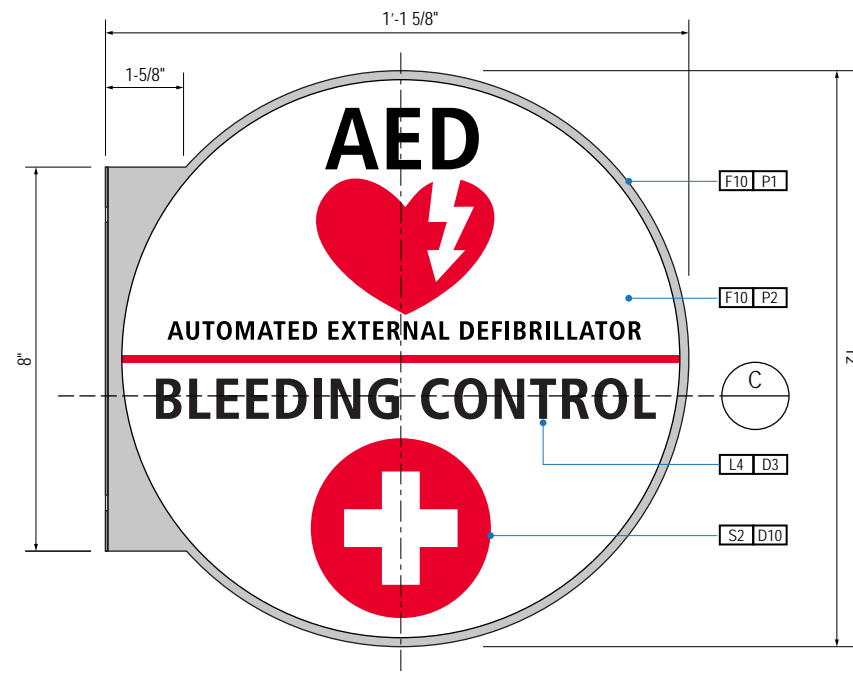 1'-1 5/8"
1-5/8"
AED
F10 P1
F10 P2
AUTOMATED EXTERNAL DEFIBRILLATOR
8"
C
BLEEDING CONTROL
L4 D3
S2 D10